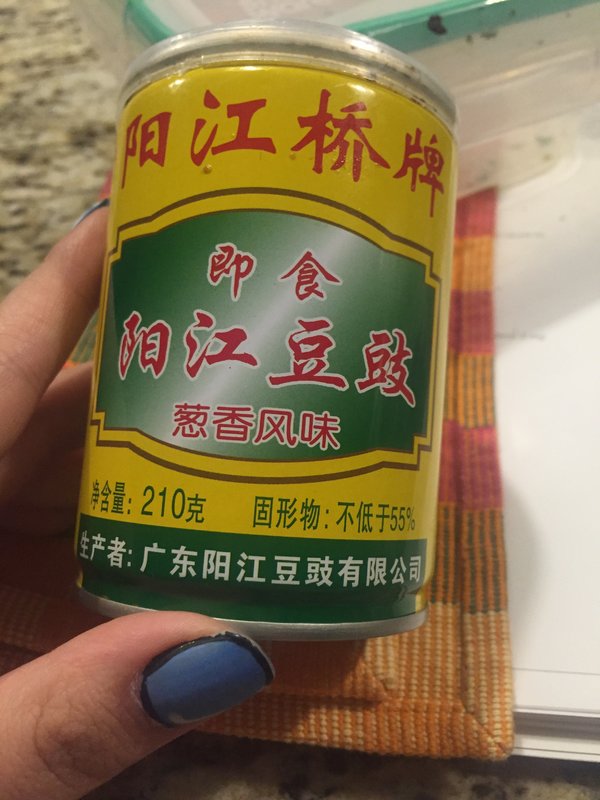 阳江桥牌
即食
阳江豆豉
葱香风味
净含量: 210克 固形物: 不低于55%
生产者: 广东阳江豆豉有限公司